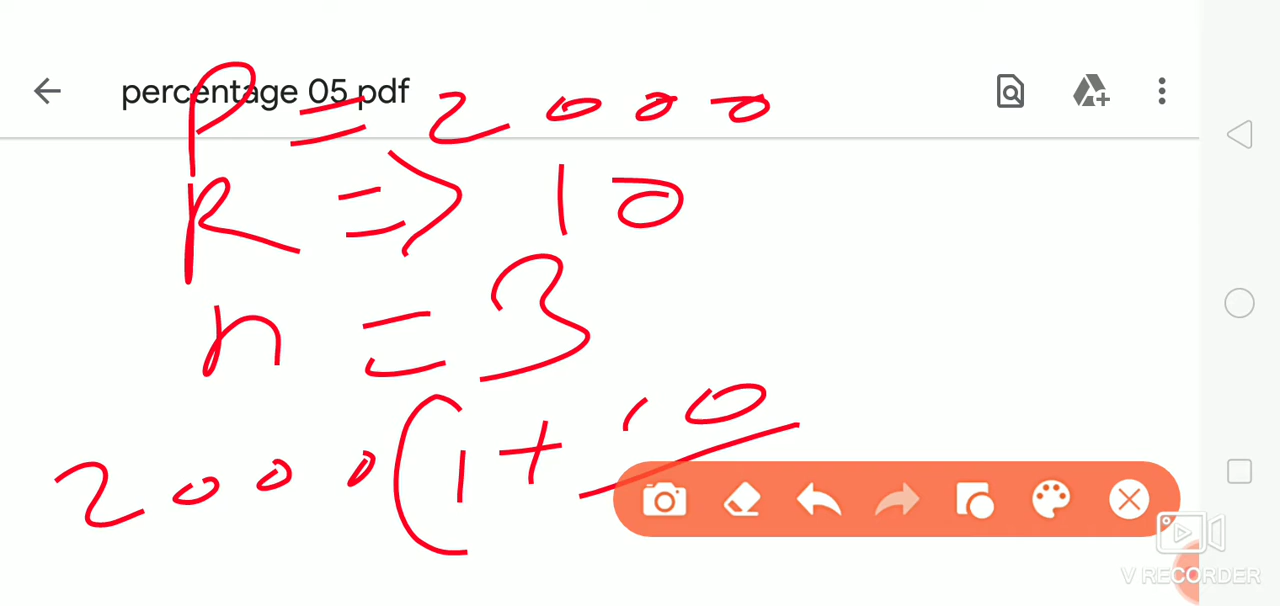 percentage 05.pdf
P = 2000
R => 10
n = 3
2000(1+10
V RECORDER